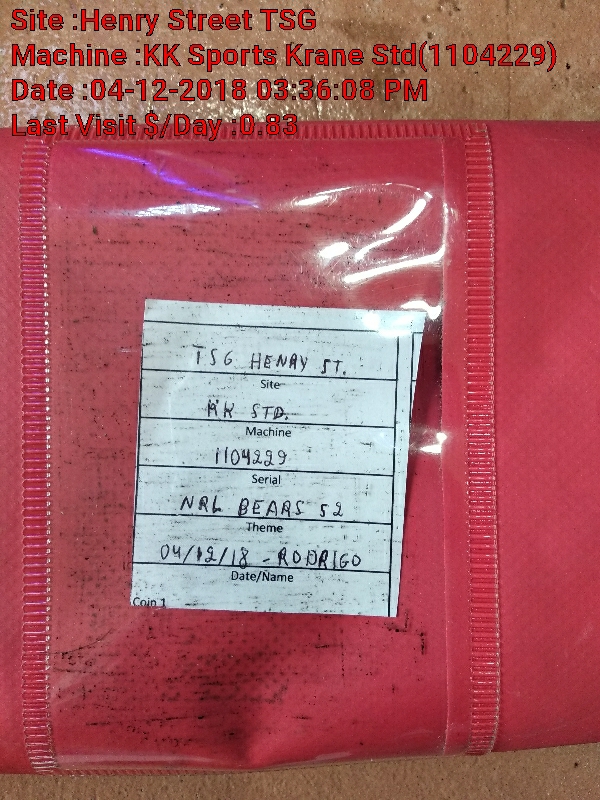 Site :Henry Street TSG
Machine :KK Sports Krane Std(1104229)
Date :04-12-2018 03:36:08 PM
Last Visit $/Day :0.83
TSG HENRY ST.
Site
KK STD.
Machine
1104229
Serial
NRL BEARS 52
Theme
04/12/18 - RODRIGO
Date/Name
Coin 1